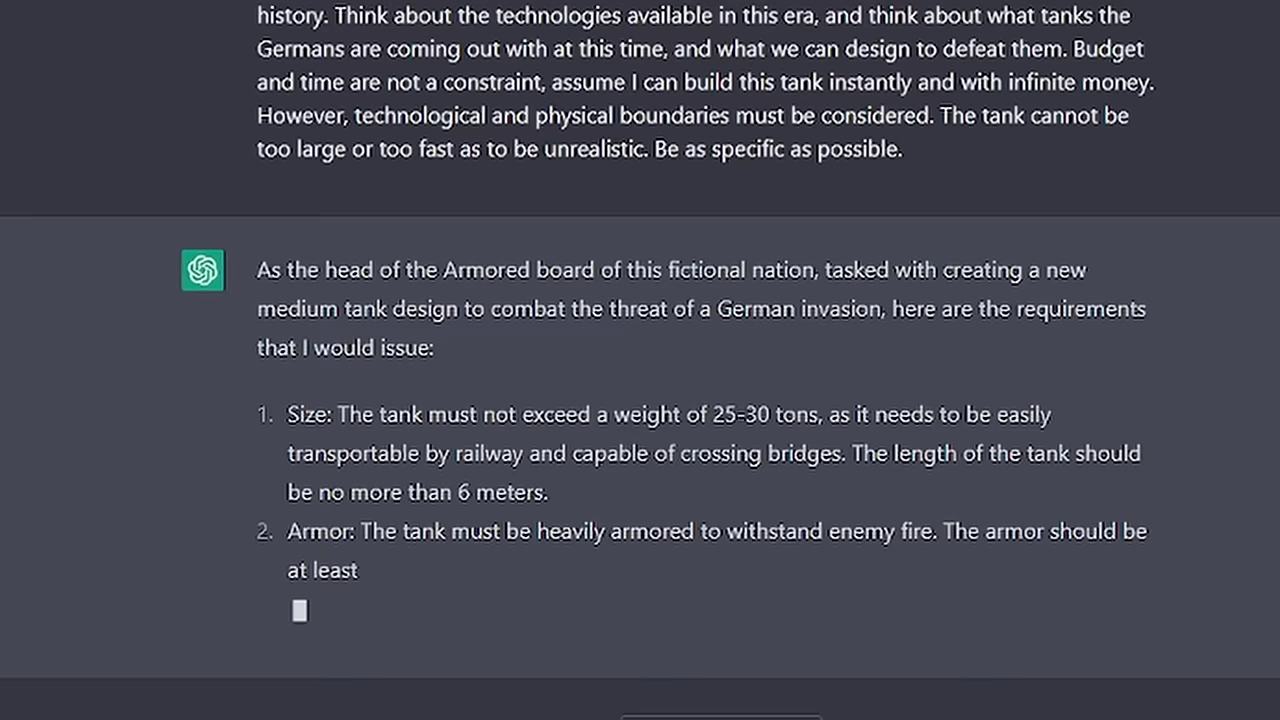 history. Think about the technologies available in this era, and think about what tanks the
Germans are coming out with at this time, and what we can design to defeat them. Budget
and time are not a constraint, assume I can build this tank instantly and with infinite money.
However, technological and physical boundaries must be considered. The tank cannot be
too large or too fast as to be unrealistic. Be as specific as possible.
As the head of the Armored board of this fictional nation, tasked with creating a new
medium tank design to combat the threat of a German invasion, here are the requirements
that I would issue:
1. Size: The tank must not exceed a weight of 25-30 tons, as it needs to be easily
transportable by railway and capable of crossing bridges. The length of the tank should
be no more than 6 meters.
2. Armor: The tank must be heavily armored to withstand enemy fire. The armor should be
at least